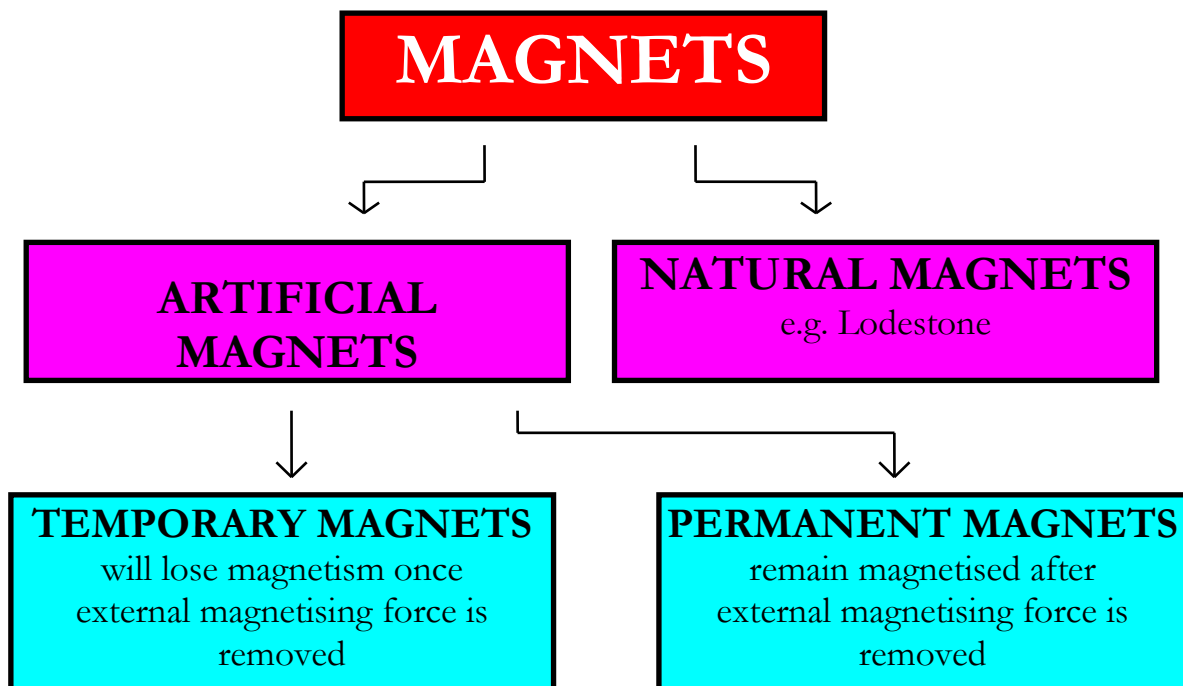 MAGNETS
ARTIFICIAL
MAGNETS
NATURAL MAGNETS
e.g. Lodestone
TEMPORARY MAGNETS
will lose magnetism once
external magnetising force is
removed
PERMANENT MAGNETS
remain magnetised after
external magnetising force is
removed